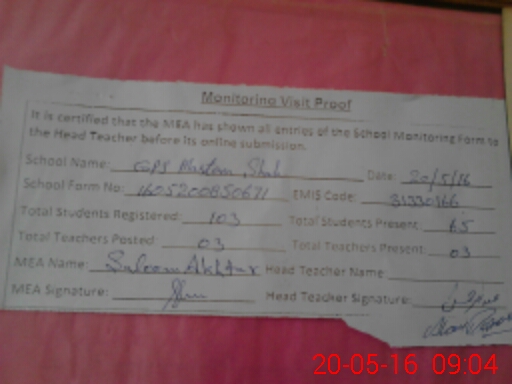 Monitoring Visit Proof
It is certified that the MEA has shown all entries of the School Monitoring Form to
the Head Teacher before its online submission.
School Name: GPS Mastan Shah Date: 20/5/16
School Form No: 1605200850671 EMIS Code: 31330166
Total Students Registered: 103 Total Students Present: 65
Total Teachers Posted: 03 Total Teachers Present: 03
MEA Name: Saleem Akhtar Head Teacher Name:
MEA Signature: Head Teacher Signature:
20-05-16 09:04